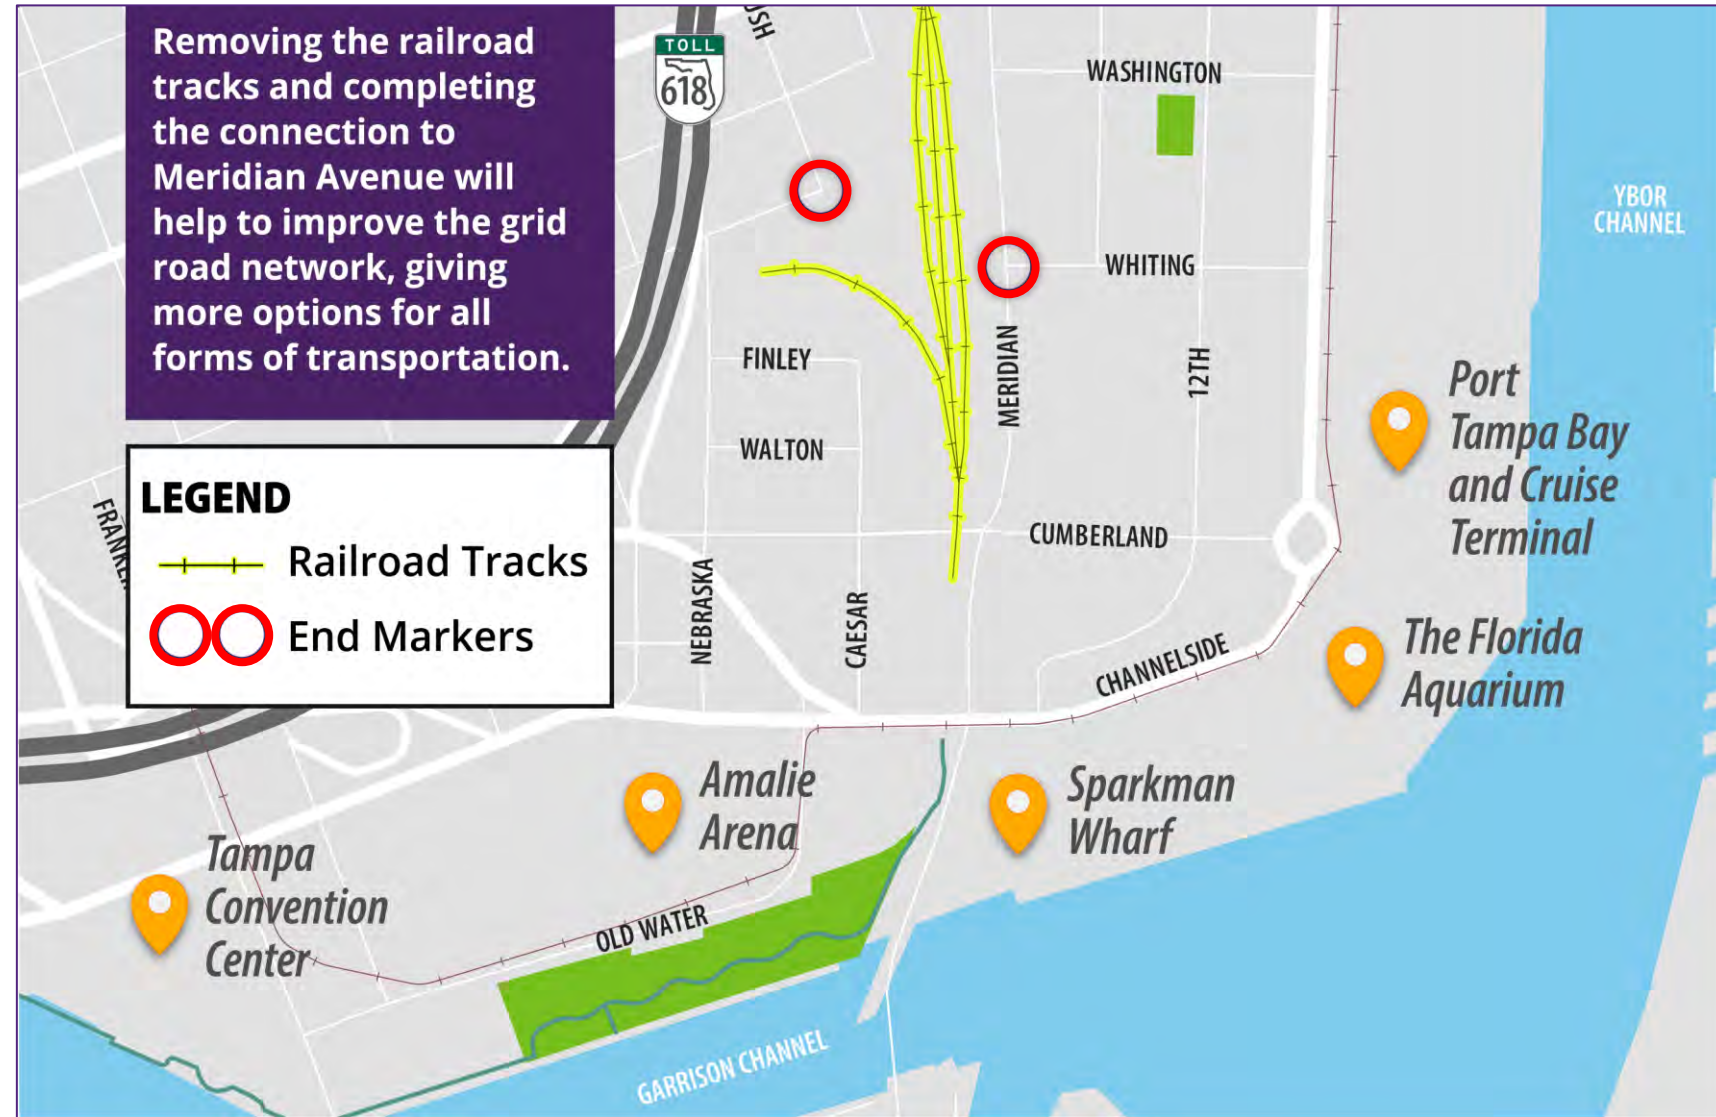 Removing the railroad
tracks and completing
the connection to
Meridian Avenue will
help to improve the grid
road network, giving
more options for all
forms of transportation.
LEGEND
Railroad Tracks
End Markers
TOLL
618
WASHINGTON
YBOR
CHANNEL
WHITING
FINLEY
MERIDIAN
12TH
WALTON
CUMBERLAND
NEBRASKA
CAESAR
CHANNELSIDE
Port
Tampa Bay
and Cruise
Terminal
The Florida
Aquarium
Amalie
Arena
Sparkman
Wharf
Tampa
Convention
Center
OLD WATER
GARRISON CHANNEL